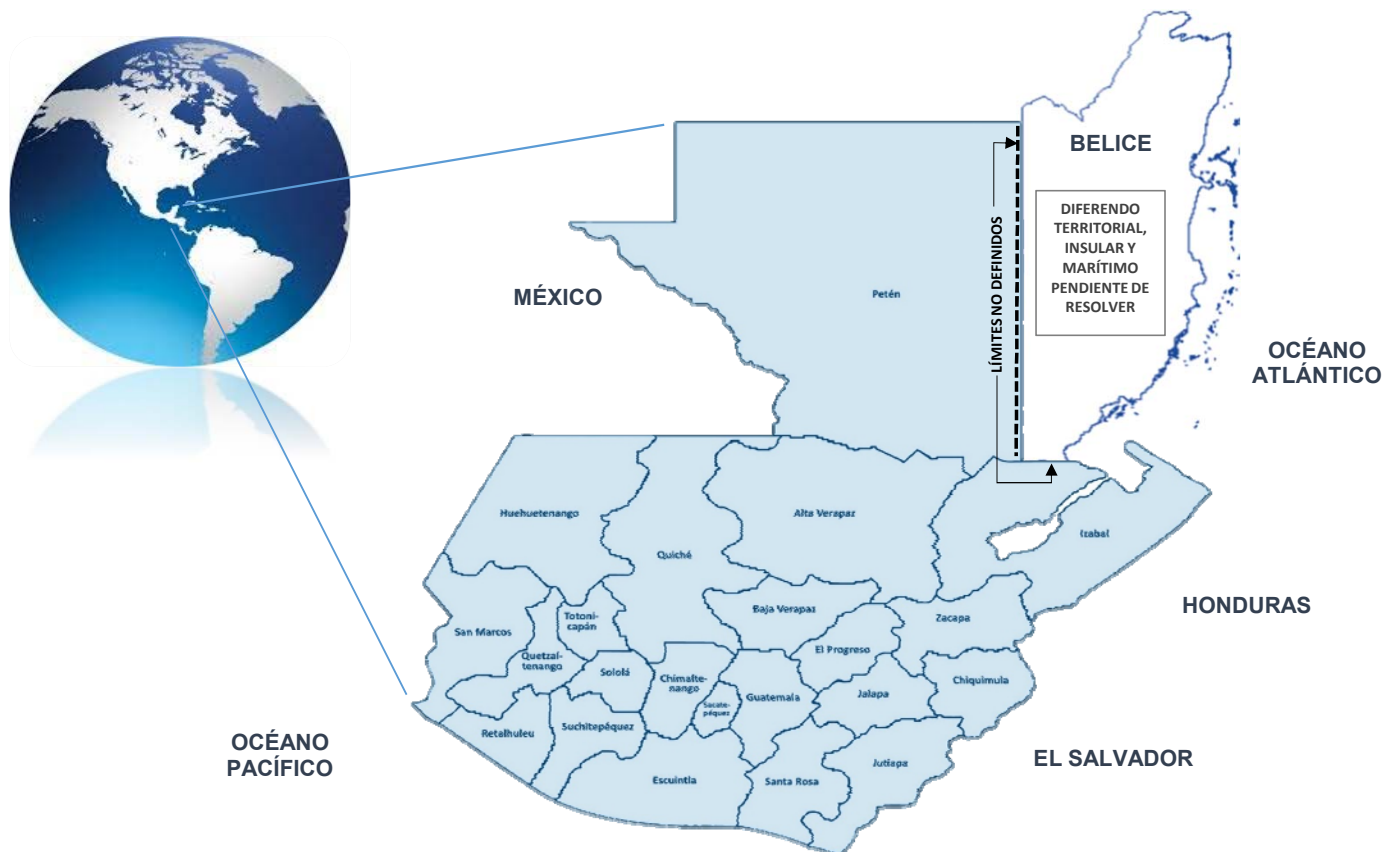 BELICE
DIFERENDO
TERRITORIAL,
INSULAR Y
MARÍTIMO
PENDIENTE DE
RESOLVER
LÍMITES NO DEFINIDOS
MÉXICO
Petén
OCÉANO
ATLÁNTICO
Huehuetenango
Quiché
Alta Verapaz
Izabal
HONDURAS
San Marcos
Totoni-
capán
Quetzal-
tenango
Sololá
Chimalte-
nango
Sacate-
péquez
Baja Verapaz
El Progreso
Zacapa
Guatemala
Jalapa
Chiquimula
Retalhuleu
Suchitepéquez
Escuintla
Santa Rosa
Jutiapa
EL SALVADOR
OCÉANO
PACÍFICO